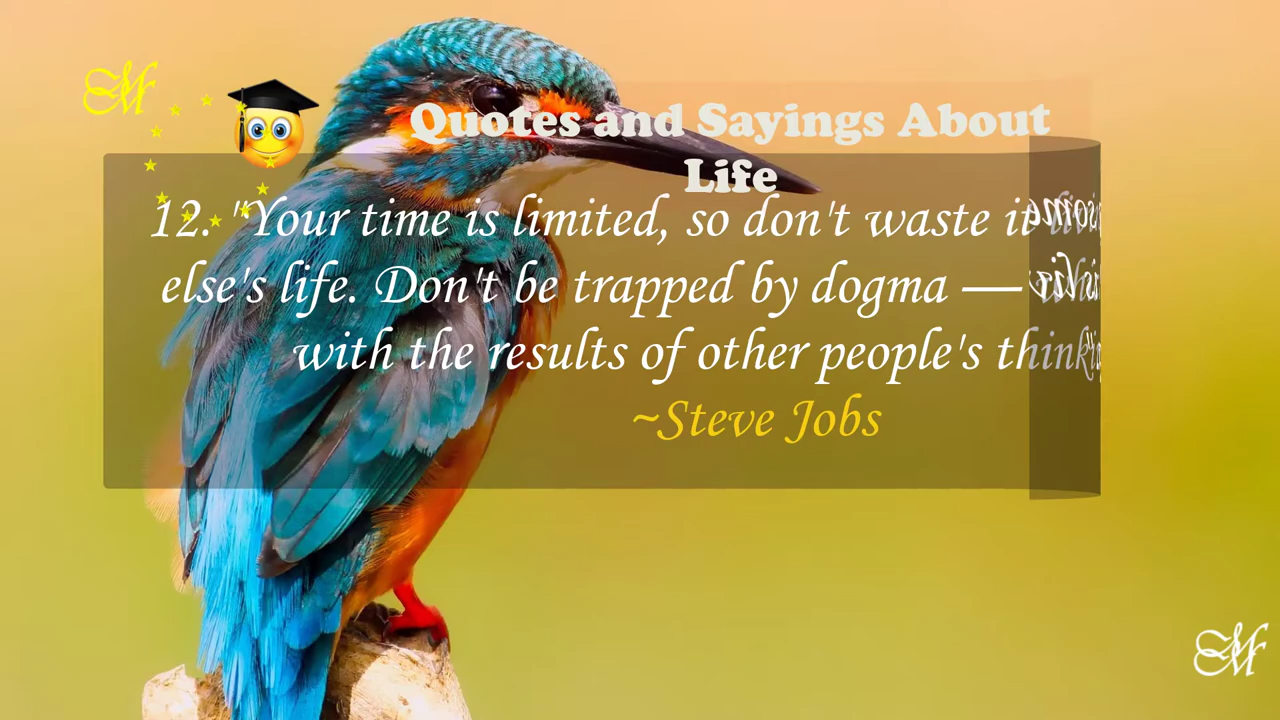 Quotes and Sayings About
Life
12. "Your time is limited, so don't waste it
else's life. Don't be trapped by dogma —
with the results of other people's
~Steve Jobs